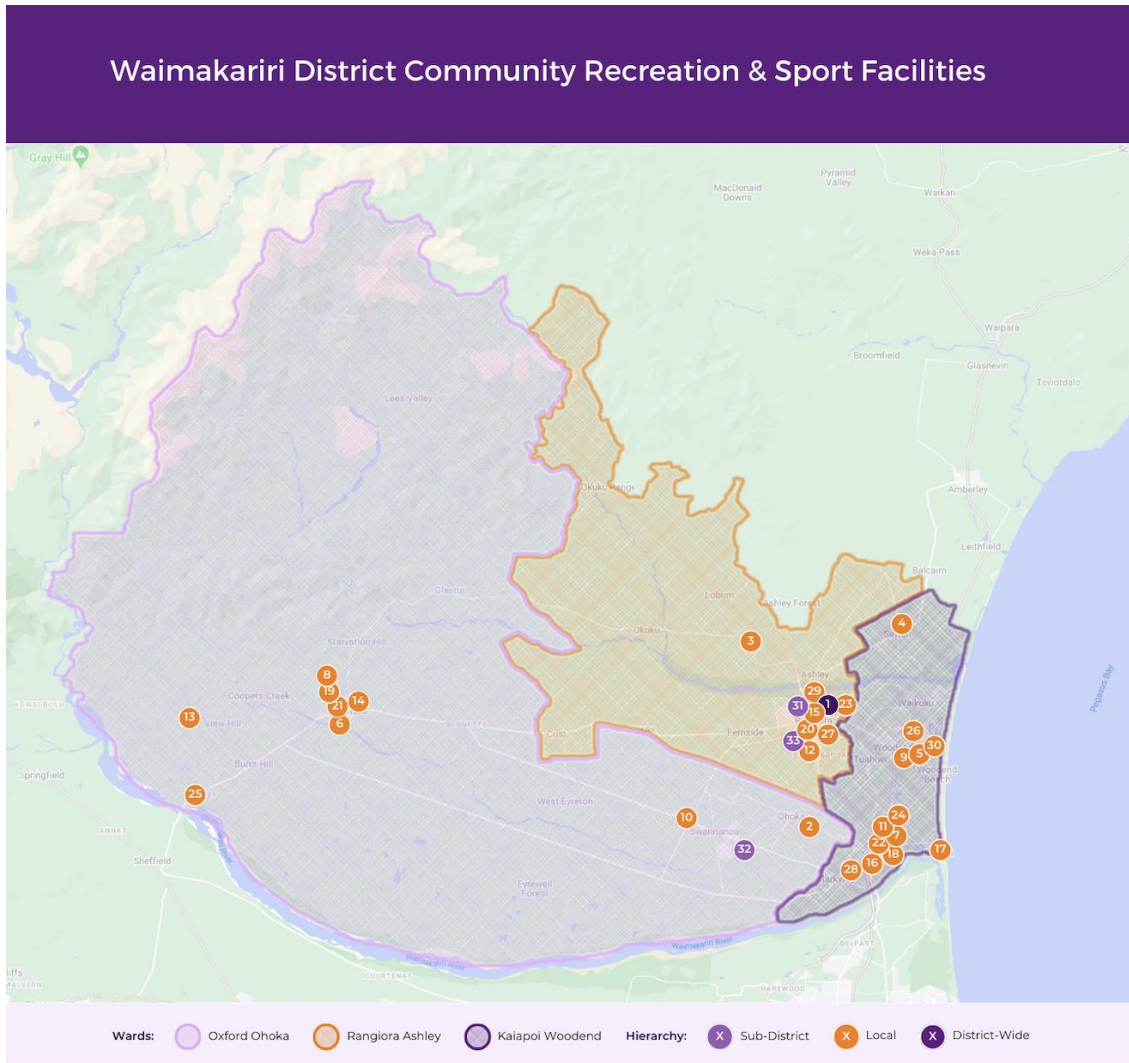 Waimakariri District Community Recreation & Sport Facilities
Gray Hill
Pyramid
Valley
MacDonald
Downs
Waikari
Weka Pass
Waipara
Broomfield
Glasnevin
Teviotdale
Lees Valley
Okuku Range
Amberley
Leithfield
Balcairn
Glentui
Loburn
Ashley Forest
4
Okuku
3
Starvation Hill
8
Ashley
19
29
Coopers Creek
14
21
31
1
23
15
13
View Hill
6
Waikuku
20
26
BENNETTS
Cust
Fernside
27
33
12
30
5
9
Tuahiwi
Woodend
Beach
Burnt Hill
Springfield
25
West Eyreton
10
Ohoka
2
24
11
7
ANNAT
Swannanoa
22
32
17
18
Sheffield
16
28
Eyrewell
Forest
Pegasus Bay
Waimakariri River
BELFAST
COURTENAY
HAREWOOD
Wards:
Oxford Ohoka
Rangiora Ashley
Kaiapoi Woodend
Hierarchy:
X
Sub-District
X
Local
X
District-Wide